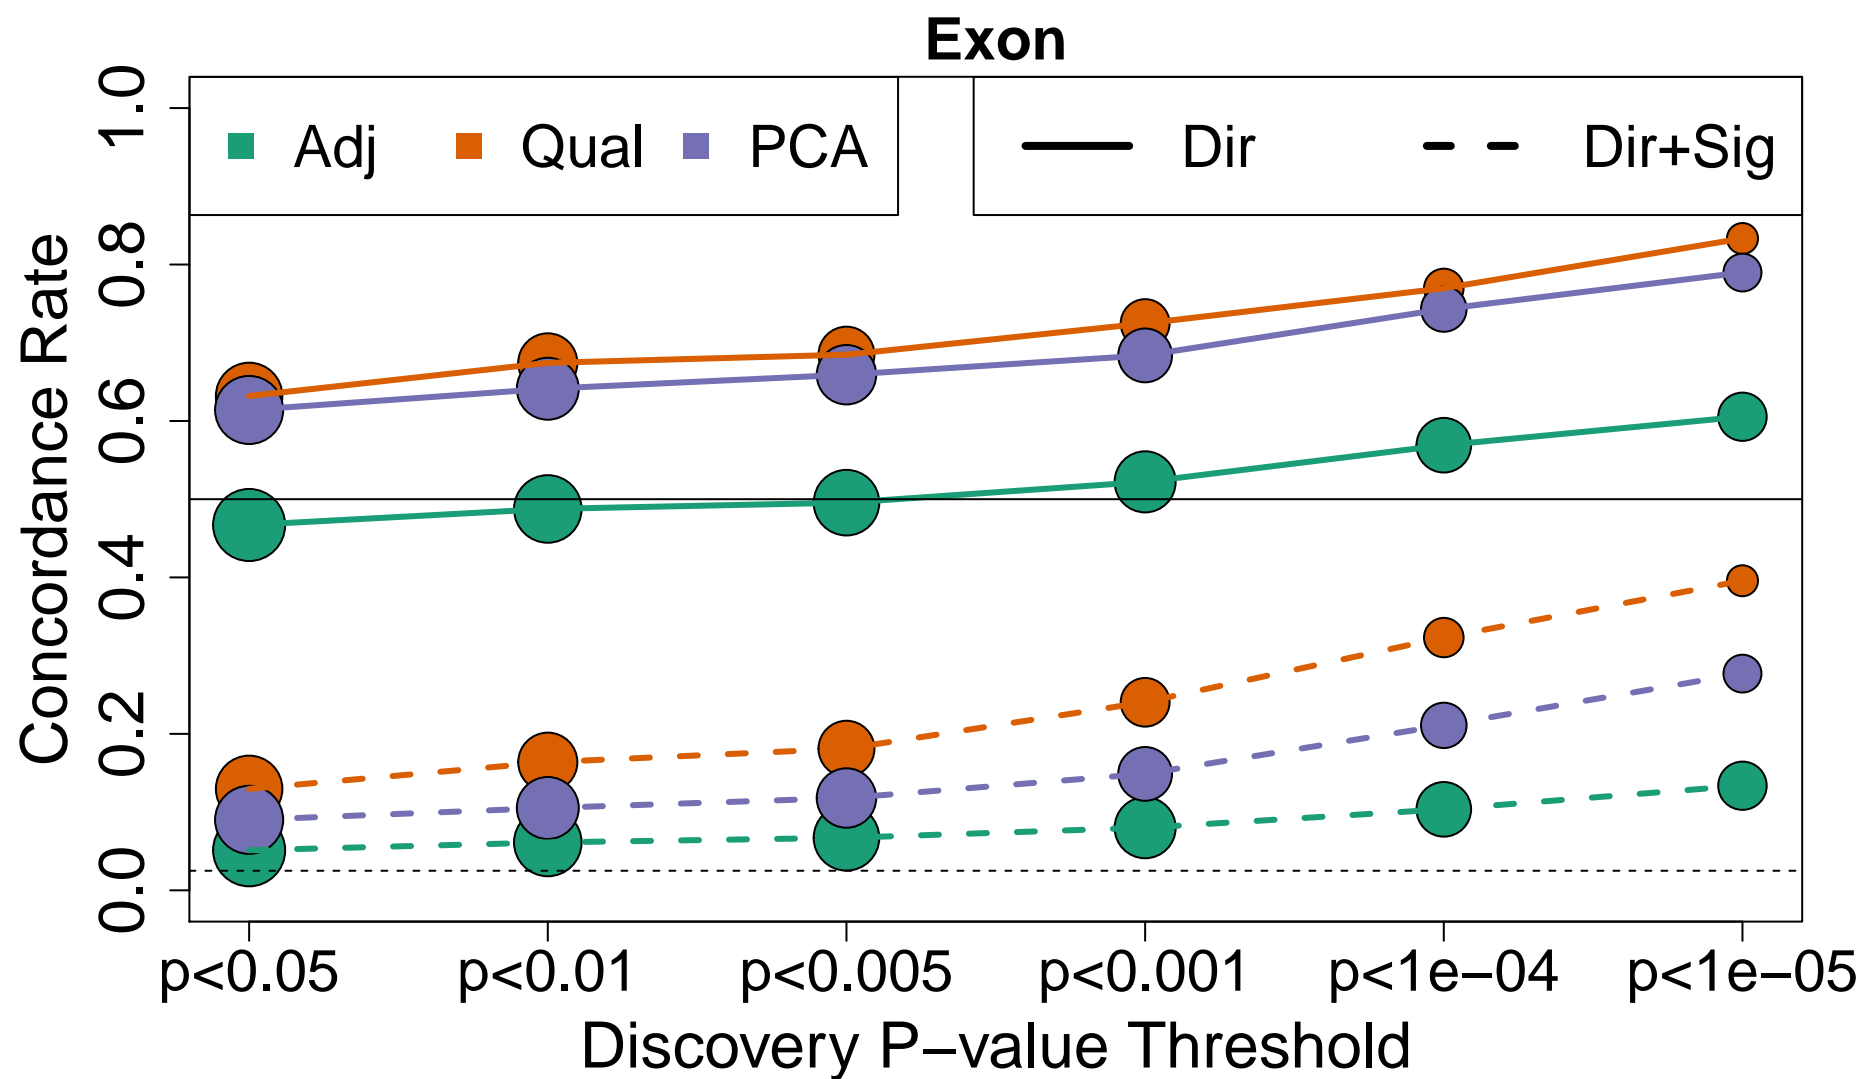 Exon
Adj Qual PCA
Dir Dir+Sig
Concordance Rate
1.0
0.8
0.6
0.4
0.2
0.0
p<0.05 p<0.01 p<0.005 p<0.001 p<1e−04 p<1e−05
Discovery P−value Threshold